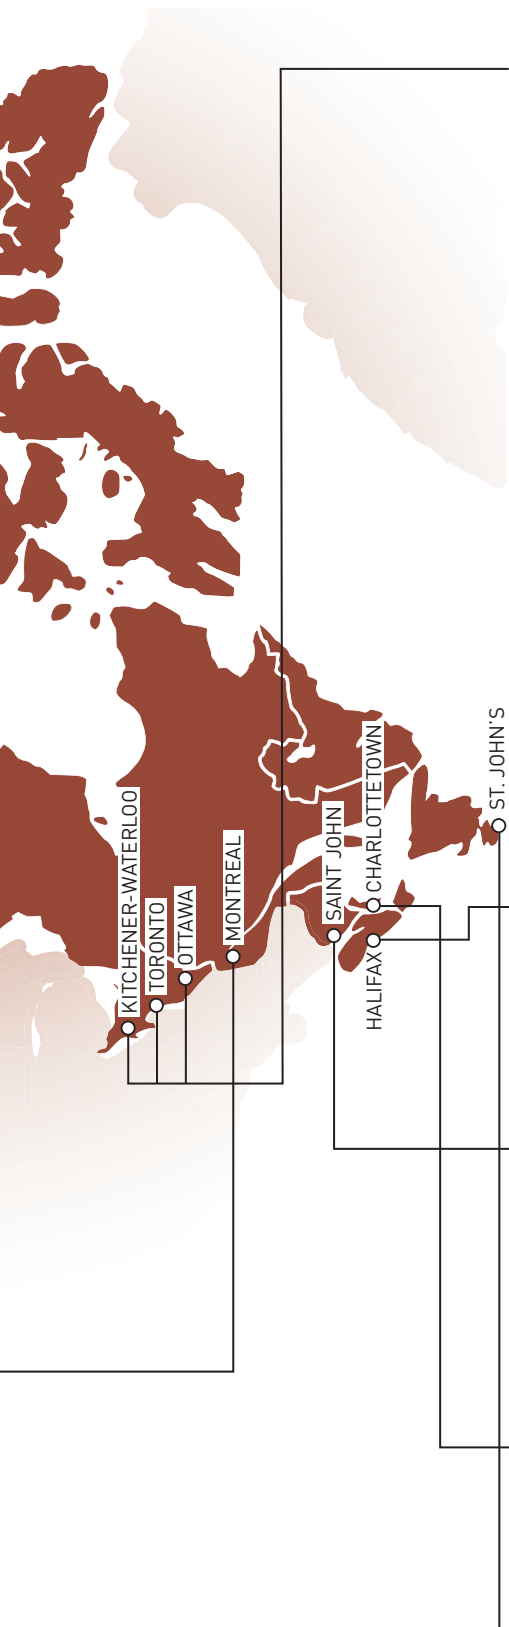 KITCHENER-WATERLOO
TORONTO
OTTAWA
MONTREAL
SAINT JOHN
CHARLOTTETOWN
HALIFAX
ST. JOHN'S